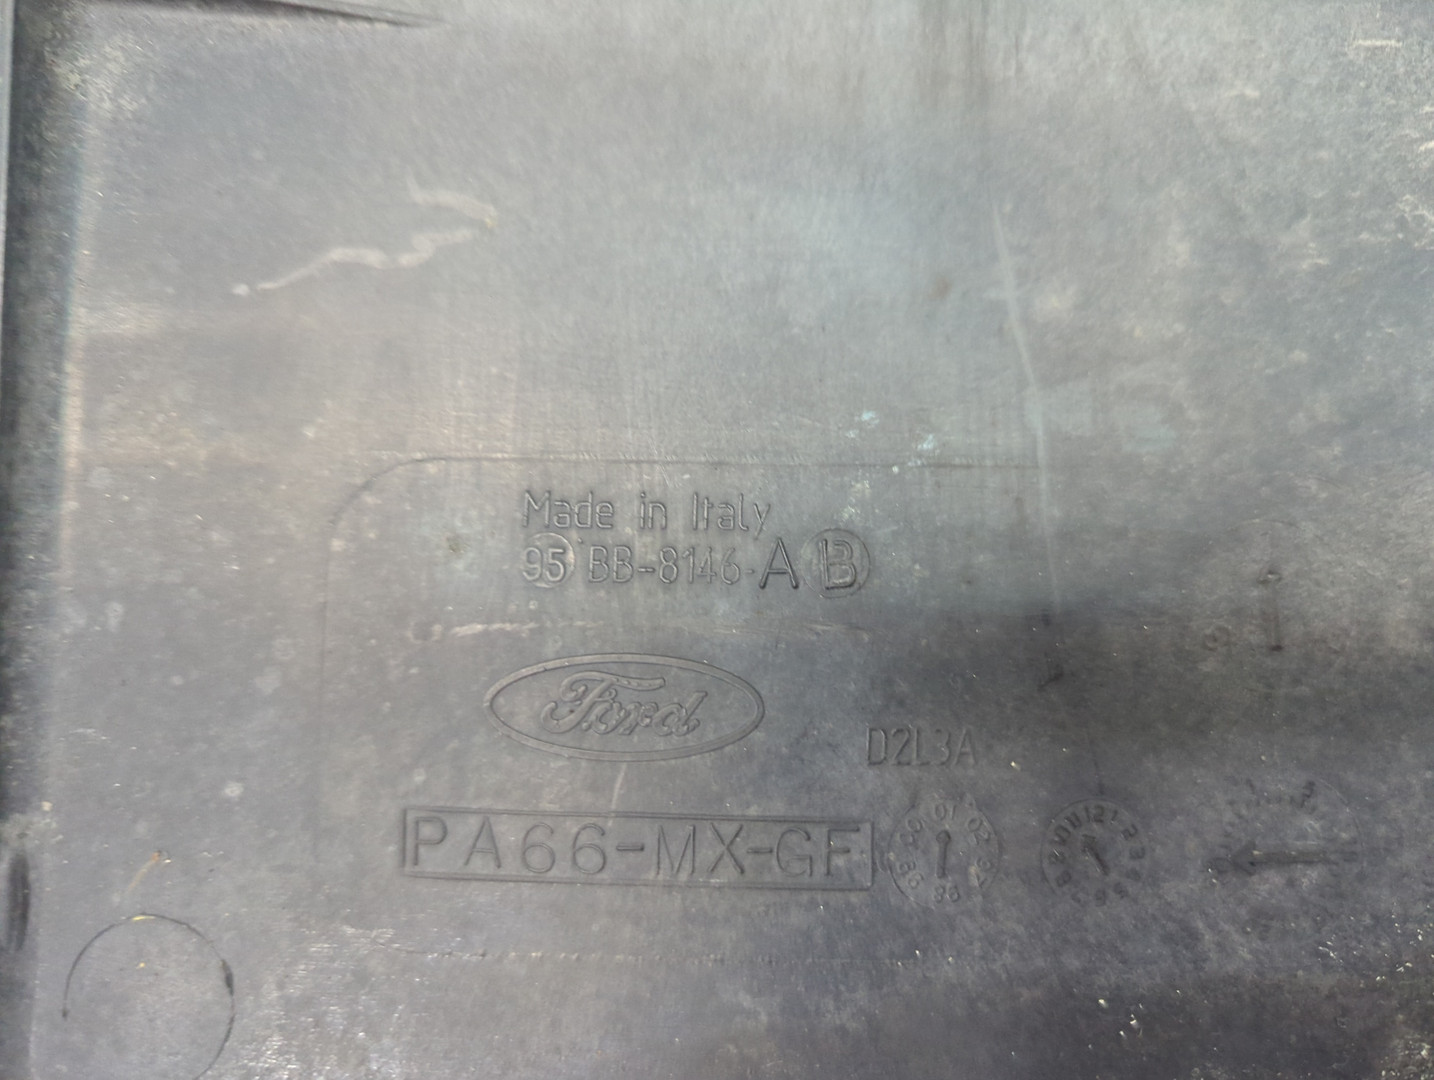 Made in Italy
95 BB-8146-A B
Ford
D2L3A
PA66-MX-GF